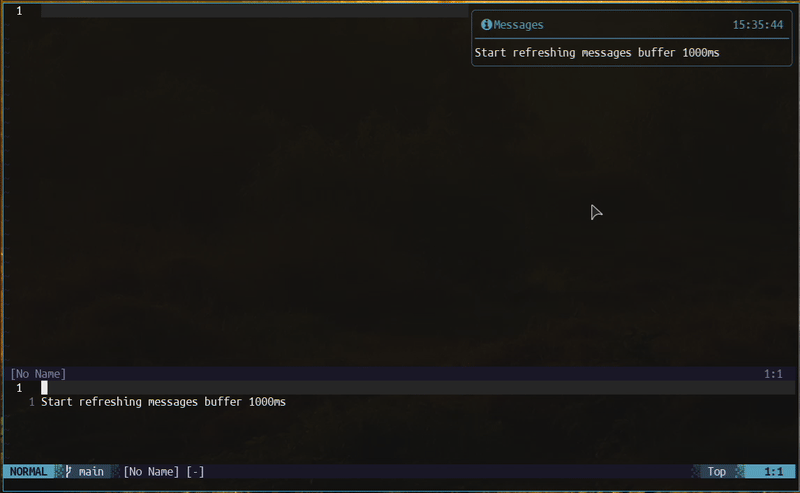 1
Messages 15:35:44
Start refreshing messages buffer 1000ms
[No Name] 1:1
1
1 Start refreshing messages buffer 1000ms
NORMAL main [No Name] [-] Top 1:1